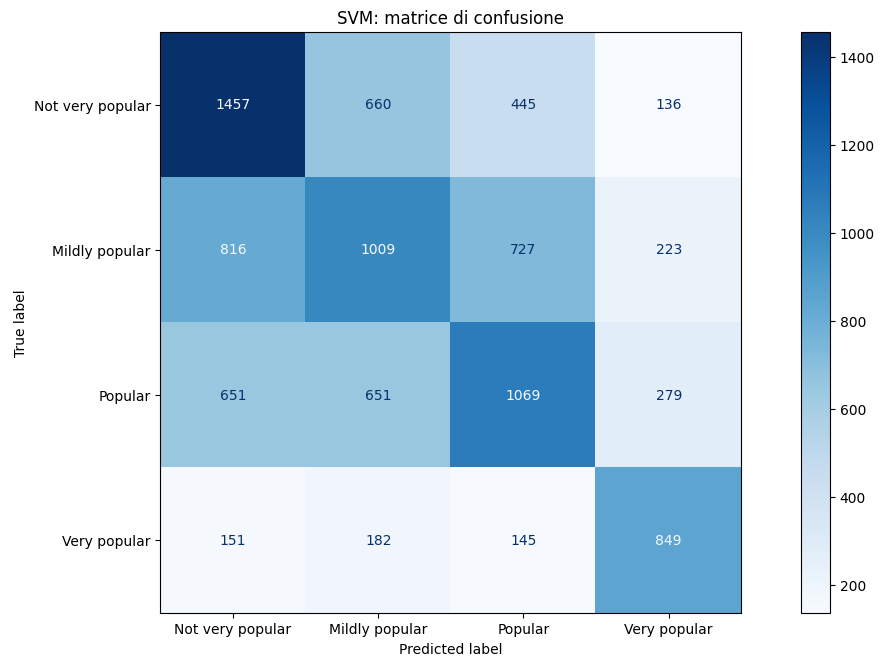 SVM: matrice di confusione
True label
Not very popular 1457 660 445 136
Mildly popular 816 1009 727 223
Popular 651 651 1069 279
Very popular 151 182 145 849
Not very popular Mildly popular Popular Very popular
Predicted label
1400
1200
1000
800
600
400
200